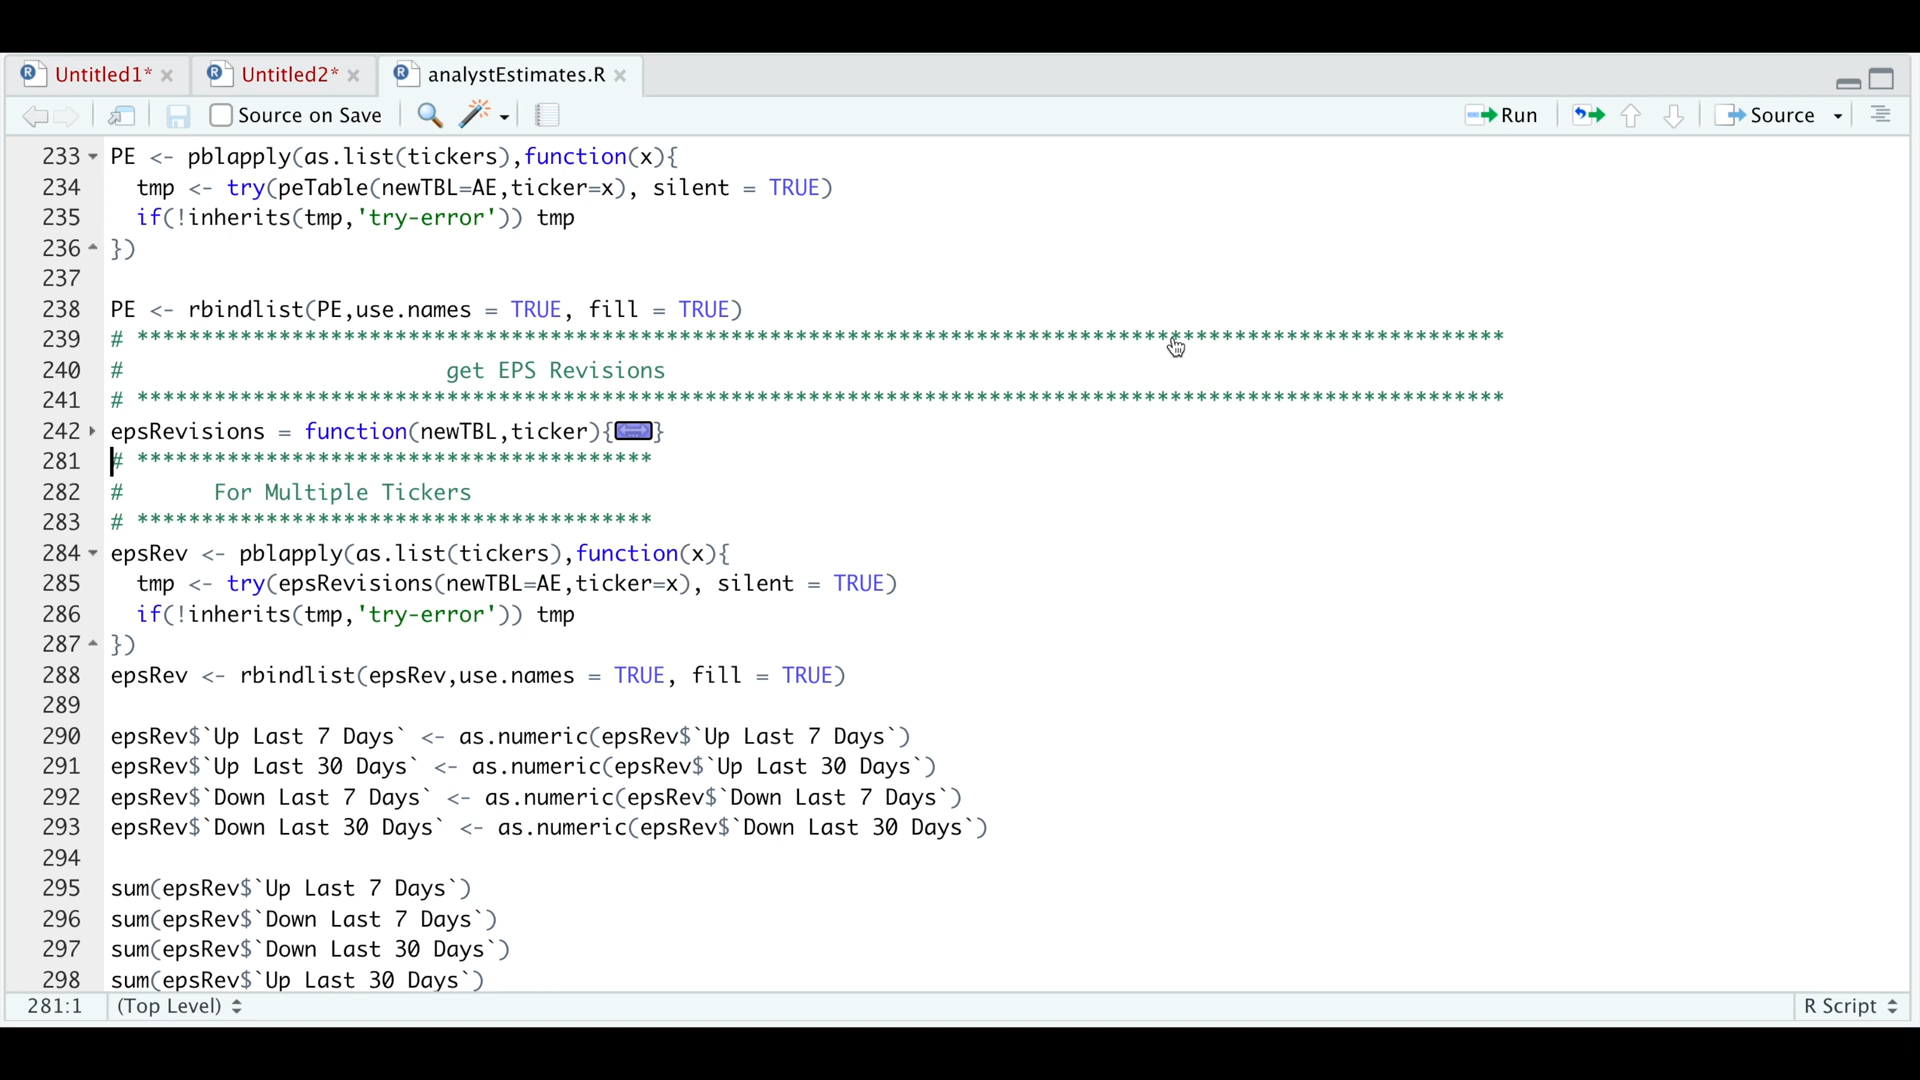 Untitled1* Untitled2* analystEstimates.R
Source on Save Run Source
233 PE <- pblapply(as.list(tickers),function(x){
234 tmp <- try(peTable(newTBL=AE,ticker=x), silent = TRUE)
235 if(!inherits(tmp,'try-error')) tmp
236 })
237
238 PE <- rbindlist(PE,use.names = TRUE, fill = TRUE)
239 # **********************************************************************************************************
240 # get EPS Revisions
241 # **********************************************************************************************************
242 epsRevisions = function(newTBL,ticker){}
281 # ****************************************
282 # For Multiple Tickers
283 # ****************************************
284 epsRev <- pblapply(as.list(tickers),function(x){
285 tmp <- try(epsRevisions(newTBL=AE,ticker=x), silent = TRUE)
286 if(!inherits(tmp,'try-error')) tmp
287 })
288 epsRev <- rbindlist(epsRev,use.names = TRUE, fill = TRUE)
289
290 epsRev$`Up Last 7 Days` <- as.numeric(epsRev$`Up Last 7 Days`)
291 epsRev$`Up Last 30 Days` <- as.numeric(epsRev$`Up Last 30 Days`)
292 epsRev$`Down Last 7 Days` <- as.numeric(epsRev$`Down Last 7 Days`)
293 epsRev$`Down Last 30 Days` <- as.numeric(epsRev$`Down Last 30 Days`)
294
295 sum(epsRev$`Up Last 7 Days`)
296 sum(epsRev$`Down Last 7 Days`)
297 sum(epsRev$`Down Last 30 Days`)
298 sum(epsRev$`Up Last 30 Days`)
281:1 (Top Level) R Script